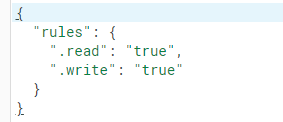 {
  "rules": {
    ".read": "true",
    ".write": "true"
  }
}